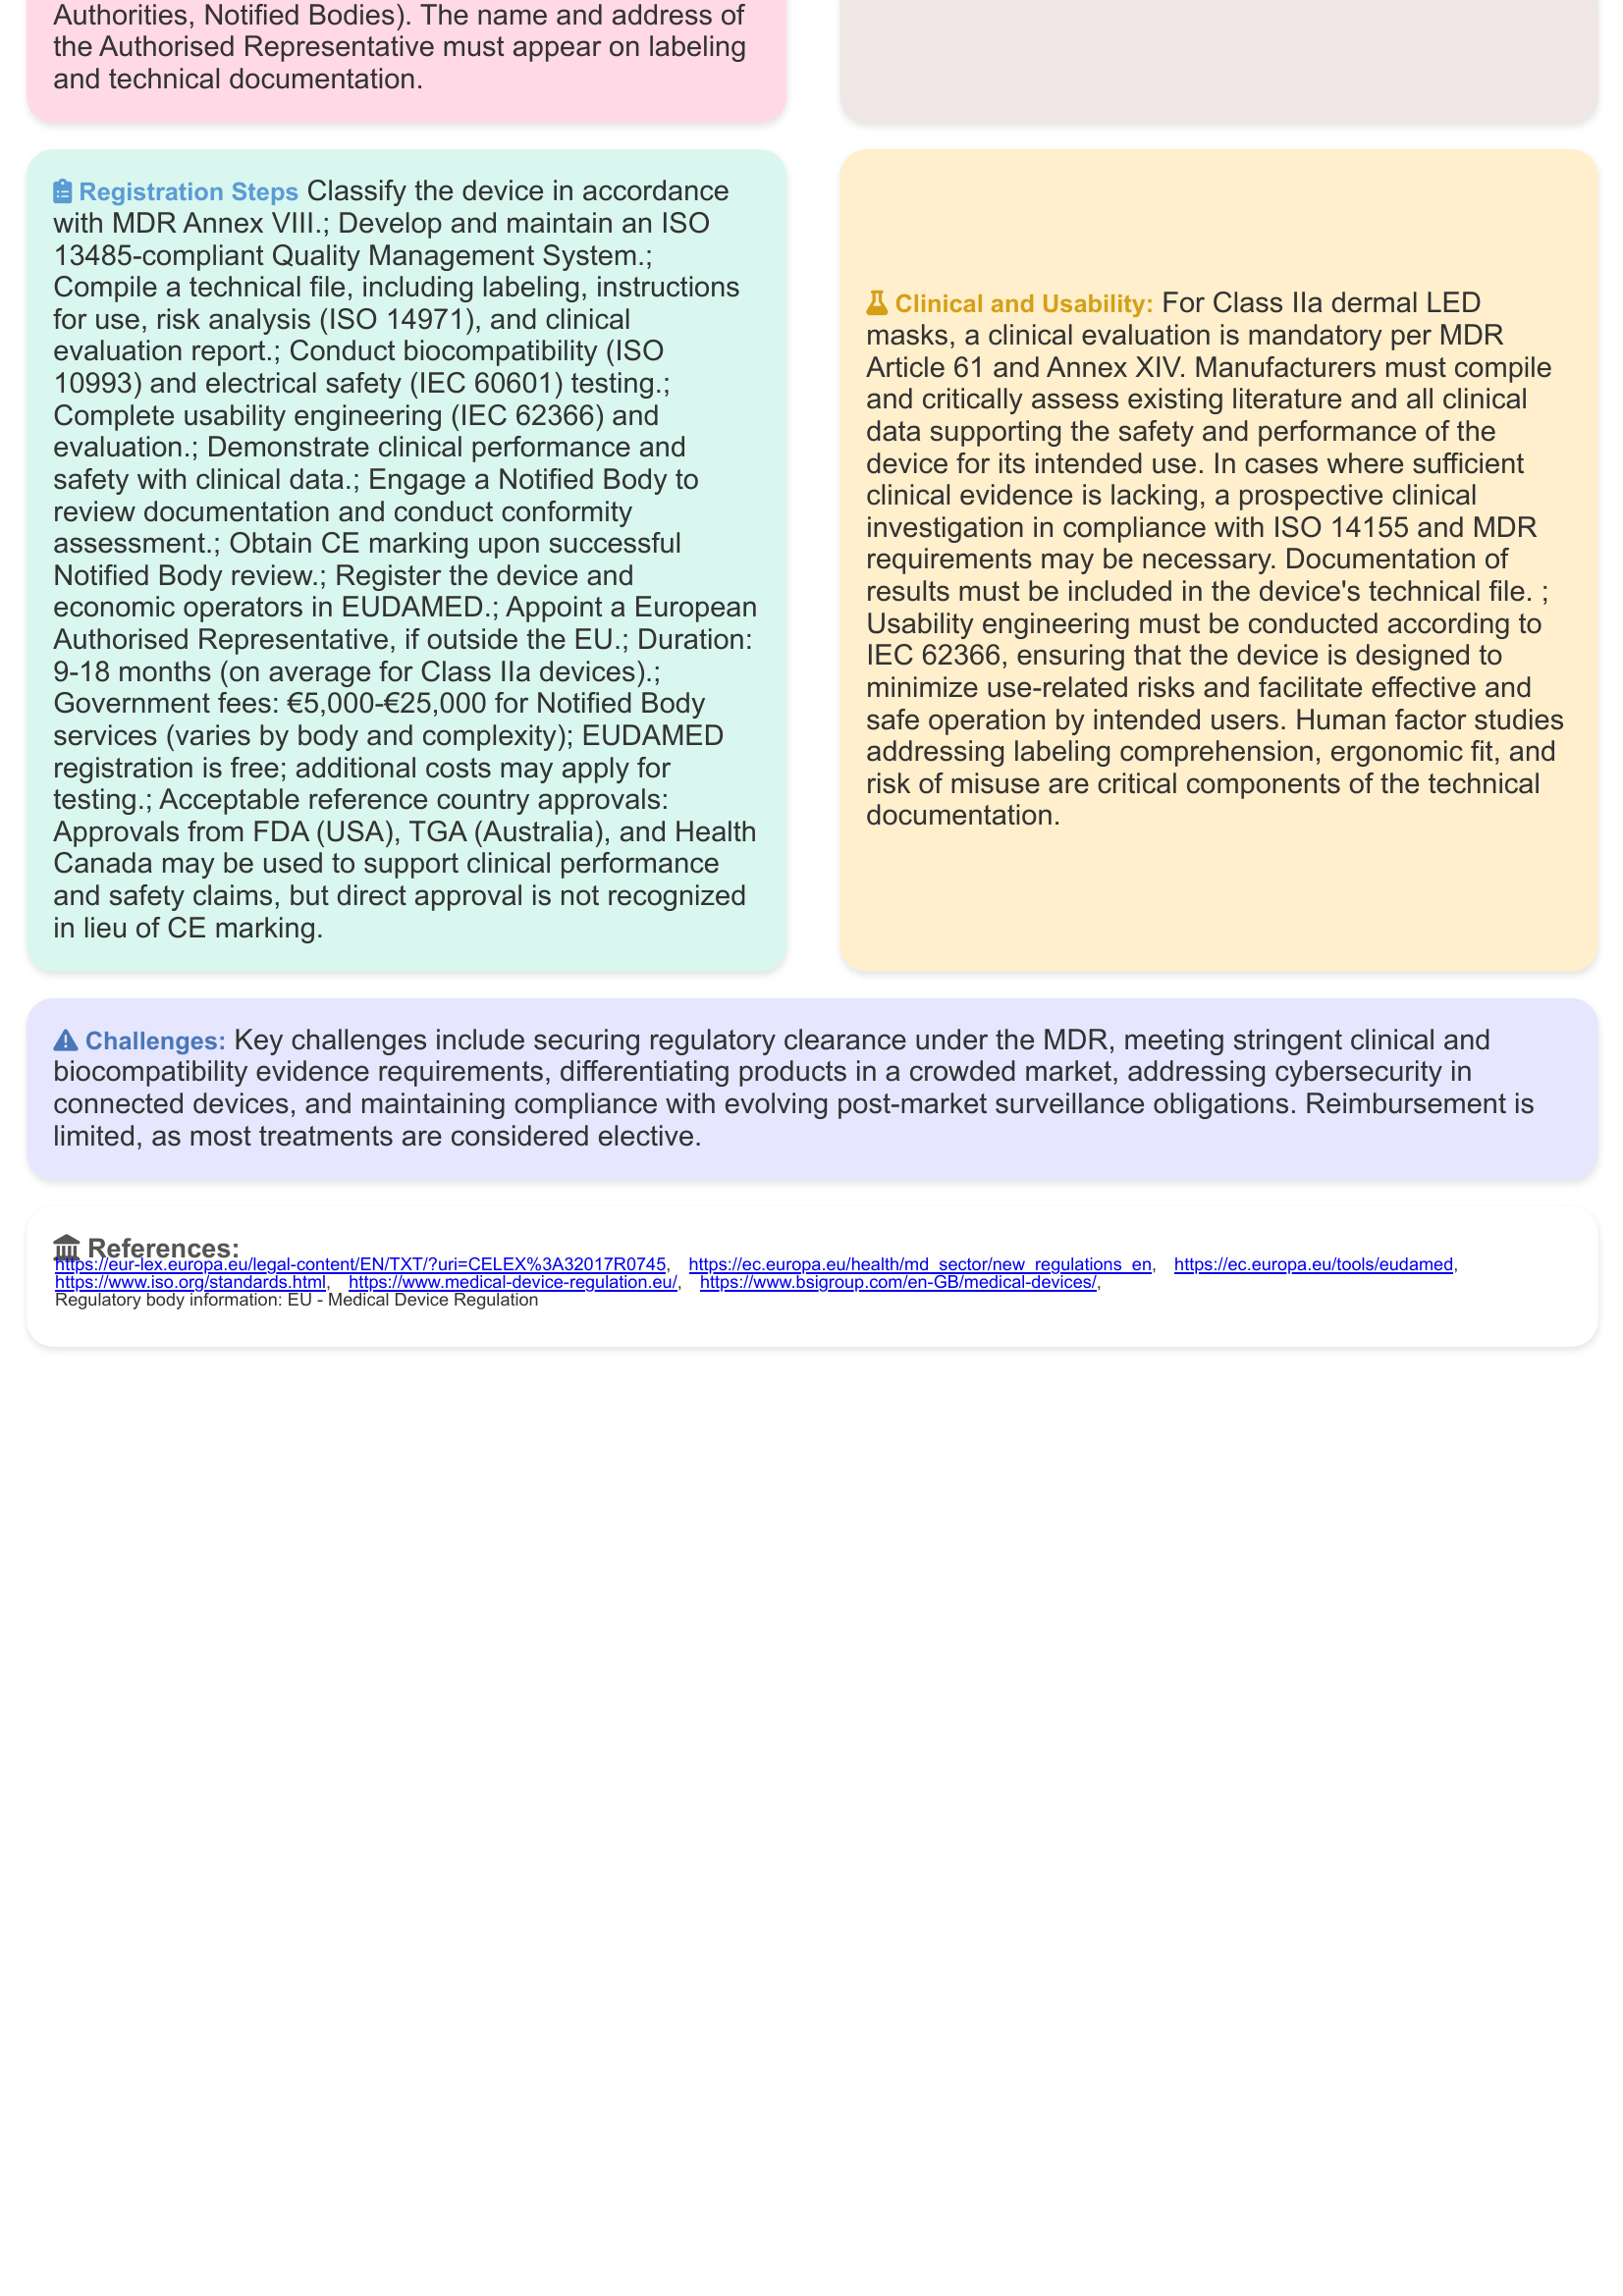 Authorities, Notified Bodies). The name and address of
the Authorised Representative must appear on labeling
and technical documentation.
Registration Steps Classify the device in accordance
with MDR Annex VIII.; Develop and maintain an ISO
13485-compliant Quality Management System.;
Compile a technical file, including labeling, instructions
for use, risk analysis (ISO 14971), and clinical
evaluation report.; Conduct biocompatibility (ISO
10993) and electrical safety (IEC 60601) testing.;
Complete usability engineering (IEC 62366) and
evaluation.; Demonstrate clinical performance and
safety with clinical data.; Engage a Notified Body to
review documentation and conduct conformity
assessment.; Obtain CE marking upon successful
Notified Body review.; Register the device and
economic operators in EUDAMED.; Appoint a European
Authorised Representative, if outside the EU.; Duration:
9-18 months (on average for Class IIa devices).;
Government fees: €5,000-€25,000 for Notified Body
services (varies by body and complexity); EUDAMED
registration is free; additional costs may apply for
testing.; Acceptable reference country approvals:
Approvals from FDA (USA), TGA (Australia), and Health
Canada may be used to support clinical performance
and safety claims, but direct approval is not recognized
in lieu of CE marking.
Clinical and Usability: For Class IIa dermal LED
masks, a clinical evaluation is mandatory per MDR
Article 61 and Annex XIV. Manufacturers must compile
and critically assess existing literature and all clinical
data supporting the safety and performance of the
device for its intended use. In cases where sufficient
clinical evidence is lacking, a prospective clinical
investigation in compliance with ISO 14155 and MDR
requirements may be necessary. Documentation of
results must be included in the device's technical file. ;
Usability engineering must be conducted according to
IEC 62366, ensuring that the device is designed to
minimize use-related risks and facilitate effective and
safe operation by intended users. Human factor studies
addressing labeling comprehension, ergonomic fit, and
risk of misuse are critical components of the technical
documentation.
Challenges: Key challenges include securing regulatory clearance under the MDR, meeting stringent clinical and
biocompatibility evidence requirements, differentiating products in a crowded market, addressing cybersecurity in
connected devices, and maintaining compliance with evolving post-market surveillance obligations. Reimbursement is
limited, as most treatments are considered elective.
References:
https://eur-lex.europa.eu/legal-content/EN/TXT/?uri=CELEX%3A32017R0745, https://ec.europa.eu/health/md_sector/new_regulations_en, https://ec.europa.eu/tools/eudamed,
https://www.iso.org/standards.html, https://www.medical-device-regulation.eu/, https://www.bsigroup.com/en-GB/medical-devices/,
Regulatory body information: EU - Medical Device Regulation